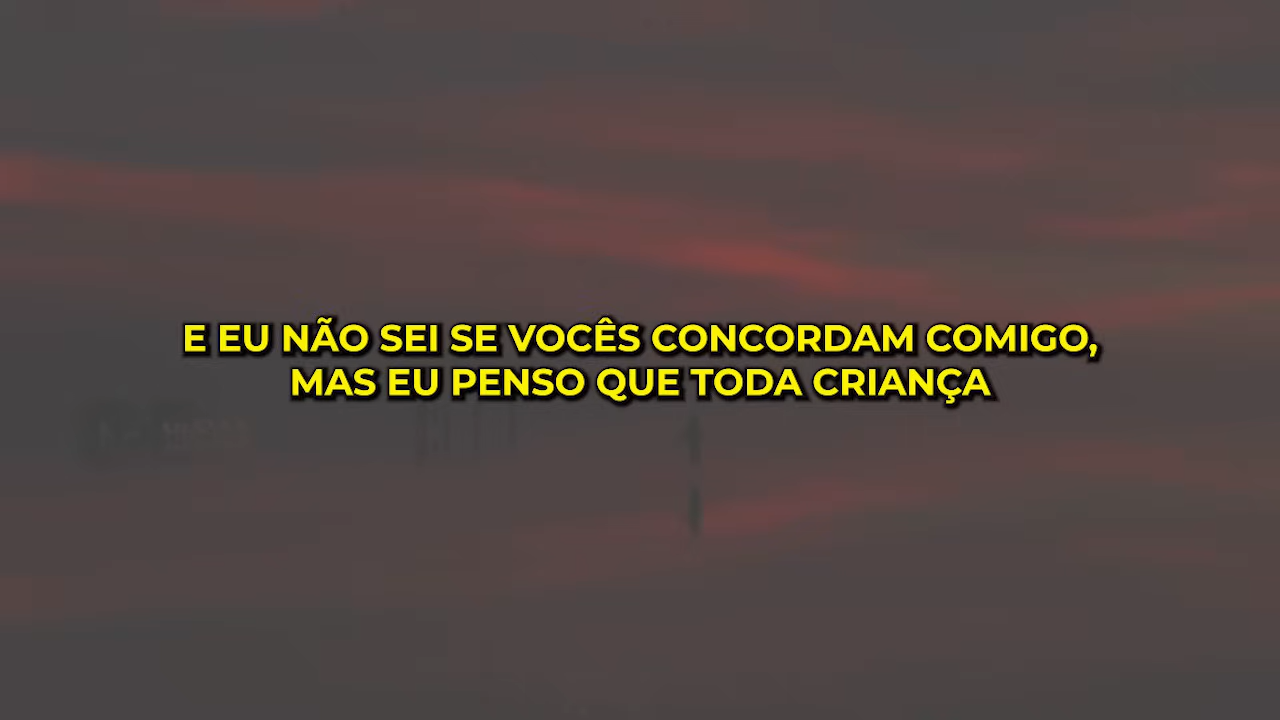 E EU NÃO SEI SE VOCÊS CONCORDAM COMIGO,
MAS EU PENSO QUE TODA CRIANÇA